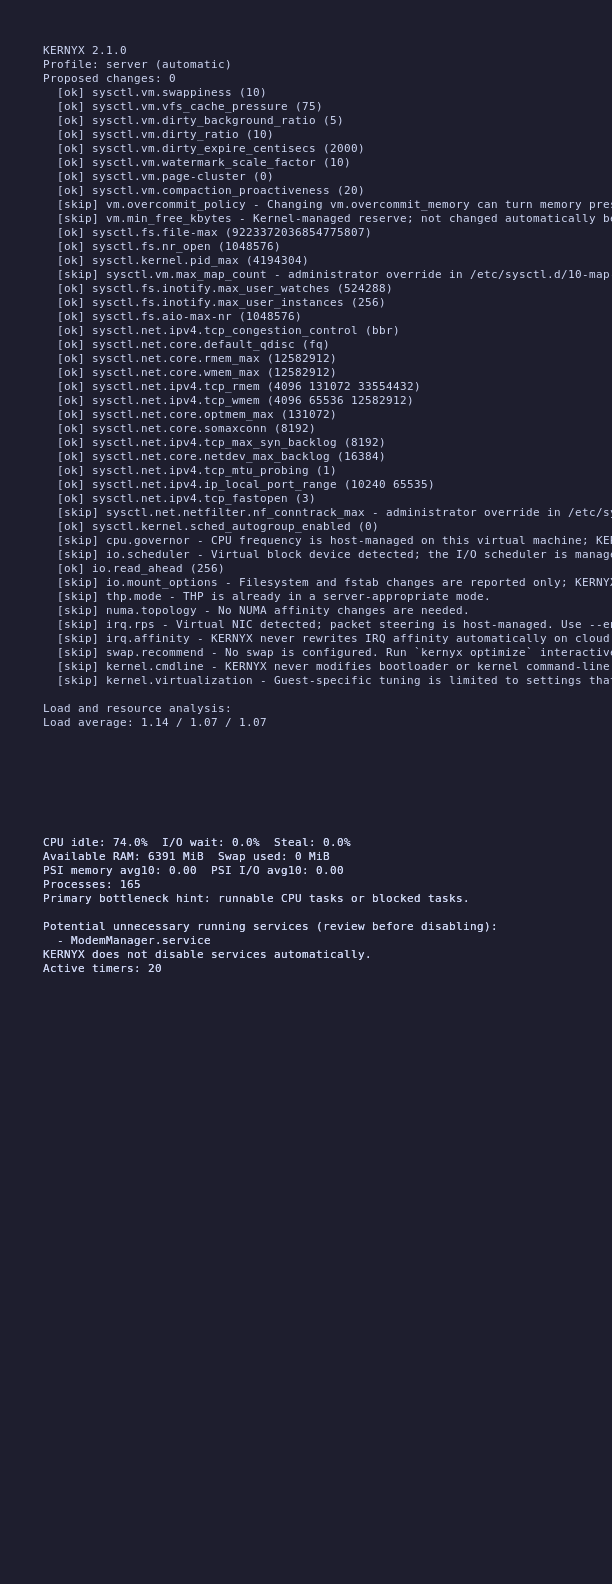 KERNYX 2.1.0
Profile: server (automatic)
Proposed changes: 0
[ok] sysctl.vm.swappiness (10)
[ok] sysctl.vm.vfs_cache_pressure (75)
[ok] sysctl.vm.dirty_background_ratio (5)
[ok] sysctl.vm.dirty_ratio (10)
[ok] sysctl.vm.dirty_expire_centisecs (2000)
[ok] sysctl.vm.watermark_scale_factor (10)
[ok] sysctl.vm.page-cluster (0)
[ok] sysctl.vm.compaction_proactiveness (20)
[skip] vm.overcommit_policy - Changing vm.overcommit_memory can turn memory pres
[skip] vm.min_free_kbytes - Kernel-managed reserve; not changed automatically be
[ok] sysctl.fs.file-max (9223372036854775807)
[ok] sysctl.fs.nr_open (1048576)
[ok] sysctl.kernel.pid_max (4194304)
[skip] sysctl.vm.max_map_count - administrator override in /etc/sysctl.d/10-map
[ok] sysctl.fs.inotify.max_user_watches (524288)
[ok] sysctl.fs.inotify.max_user_instances (256)
[ok] sysctl.fs.aio-max-nr (1048576)
[ok] sysctl.net.ipv4.tcp_congestion_control (bbr)
[ok] sysctl.net.core.default_qdisc (fq)
[ok] sysctl.net.core.rmem_max (12582912)
[ok] sysctl.net.core.wmem_max (12582912)
[ok] sysctl.net.ipv4.tcp_rmem (4096 131072 33554432)
[ok] sysctl.net.ipv4.tcp_wmem (4096 65536 12582912)
[ok] sysctl.net.core.optmem_max (131072)
[ok] sysctl.net.core.somaxconn (8192)
[ok] sysctl.net.ipv4.tcp_max_syn_backlog (8192)
[ok] sysctl.net.core.netdev_max_backlog (16384)
[ok] sysctl.net.ipv4.tcp_mtu_probing (1)
[ok] sysctl.net.ipv4.ip_local_port_range (10240 65535)
[ok] sysctl.net.ipv4.tcp_fastopen (3)
[skip] sysctl.net.netfilter.nf_conntrack_max - administrator override in /etc/sy
[ok] sysctl.kernel.sched_autogroup_enabled (0)
[skip] cpu.governor - CPU frequency is host-managed on this virtual machine; KER
[skip] io.scheduler - Virtual block device detected; the I/O scheduler is manag
[ok] io.read_ahead (256)
[skip] io.mount_options - Filesystem and fstab changes are reported only; KERNYX
[skip] thp.mode - THP is already in a server-appropriate mode.
[skip] numa.topology - No NUMA affinity changes are needed.
[skip] irq.rps - Virtual NIC detected; packet steering is host-managed. Use --en
[skip] irq.affinity - KERNYX never rewrites IRQ affinity automatically on cloud
[skip] swap.recommend - No swap is configured. Run `kernyx optimize` interactive
[skip] kernel.cmdline - KERNYX never modifies bootloader or kernel command-line
[skip] kernel.virtualization - Guest-specific tuning is limited to settings that
Load and resource analysis:
Load average: 1.14 / 1.07 / 1.07
CPU idle: 74.0%  I/O wait: 0.0%  Steal: 0.0%
Available RAM: 6391 MiB  Swap used: 0 MiB
PSI memory avg10: 0.00  PSI I/O avg10: 0.00
Processes: 165
Primary bottleneck hint: runnable CPU tasks or blocked tasks.
Potential unnecessary running services (review before disabling):
- ModemManager.service
KERNYX does not disable services automatically.
Active timers: 20